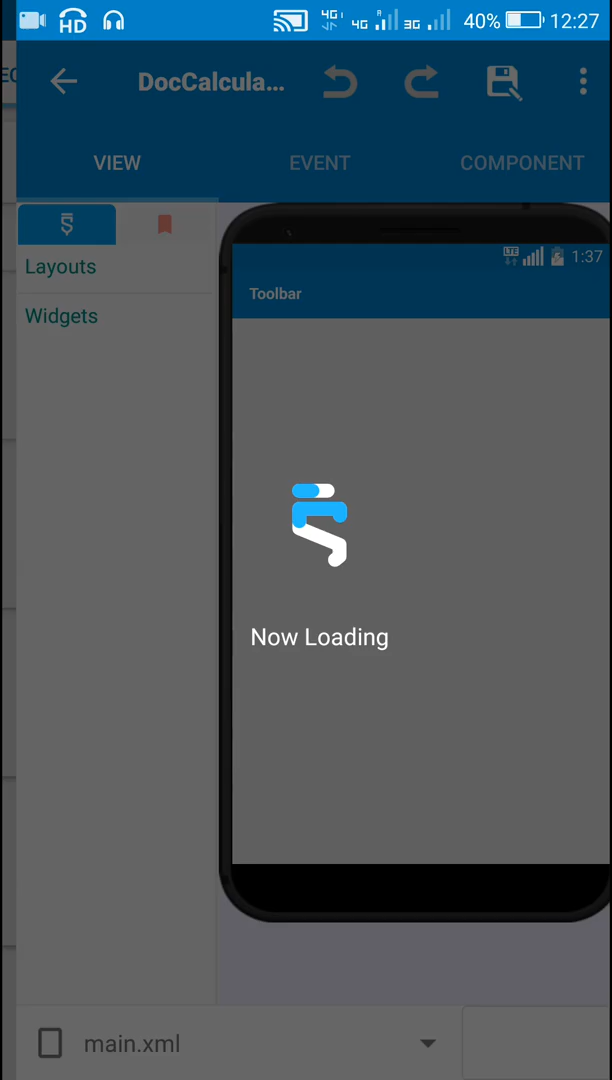 HD 4G 4G R 3G 40% 12:27
EC
DocCalcula...
VIEW EVENT COMPONENT
Layouts
LTE 1:37
Toolbar
Widgets
Now Loading
main.xml